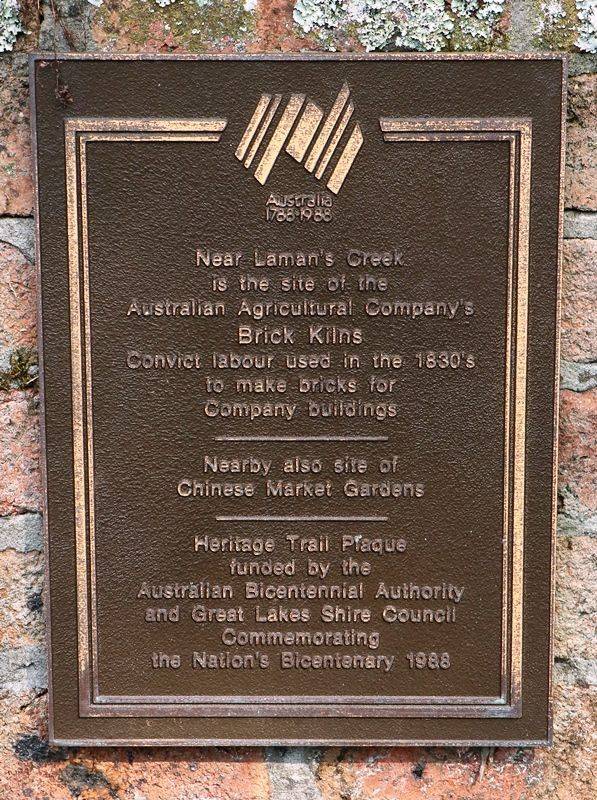 Australia
1788-1988
Near Laman's Creek
is the site of the
Australian Agricultural Company's
Brick Kilns
Convict labour used in the 1830's
to make bricks for
Company buildings
Nearby also site of
Chinese Market Gardens
Heritage Trail Plaque
funded by the
Australian Bicentennial Authority
and Great Lakes Shire Council
Commemorating
the Nation's Bicentenary 1988